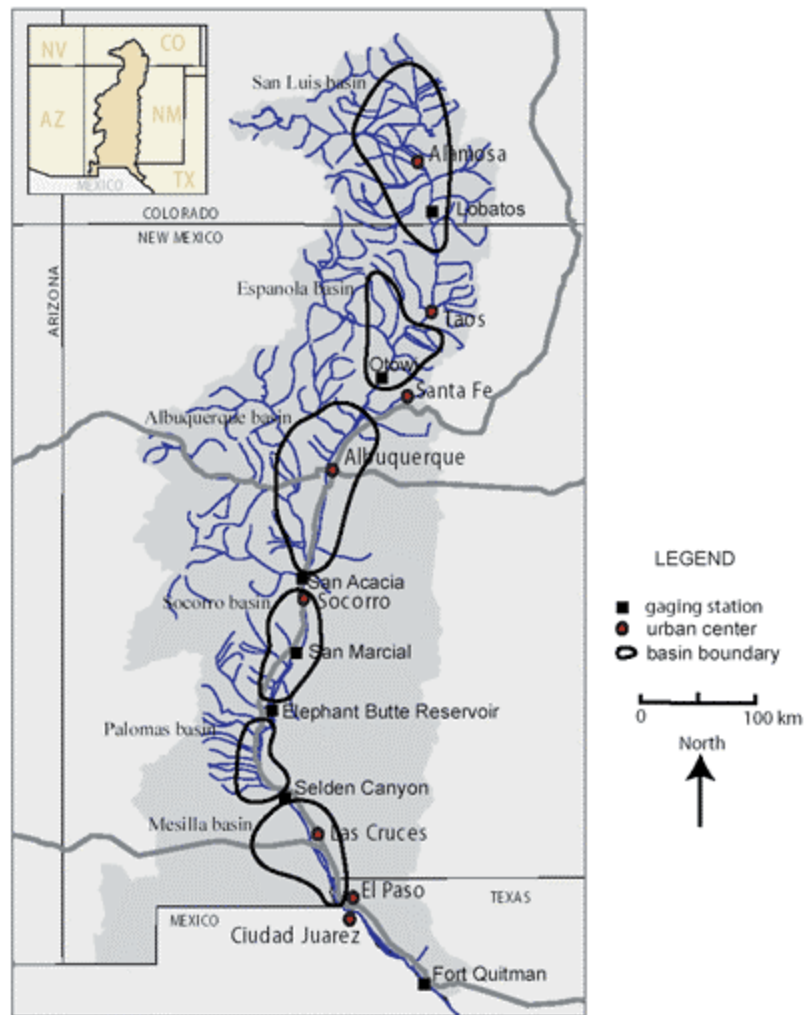 NV
CO
AZ
NM
MEXICO
TX
San Luis basin
Alamosa
Lobatos
COLORADO
NEW MEXICO
ARIZONA
Espanola basin
Taos
Otowi
Santa Fe
Albuquerque basin
Albuquerque
San Acacia
Socorro basin
Socorro
San Marcial
Elephant Butte Reservoir
Palomas basin
Selden Canyon
Mesilla basin
Las Cruces
El Paso
TEXAS
MEXICO
Ciudad Juarez
Fort Quitman
LEGEND
gaging station
urban center
basin boundary
0 100 km
North